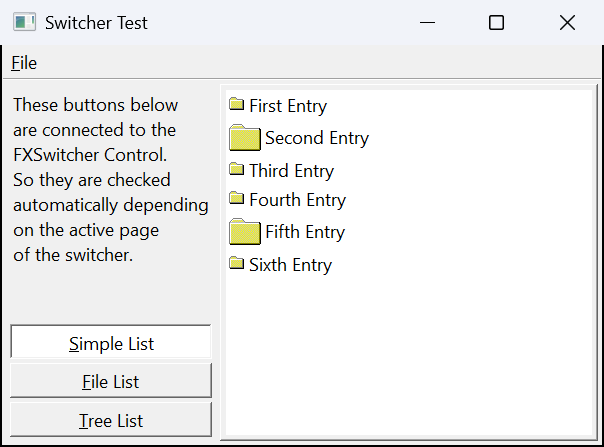 Switcher Test
File
These buttons below
are connected to the
FXSwitcher Control.
So they are checked
automatically depending
on the active page
of the switcher.
Simple List
File List
Tree List
First Entry
Second Entry
Third Entry
Fourth Entry
Fifth Entry
Sixth Entry